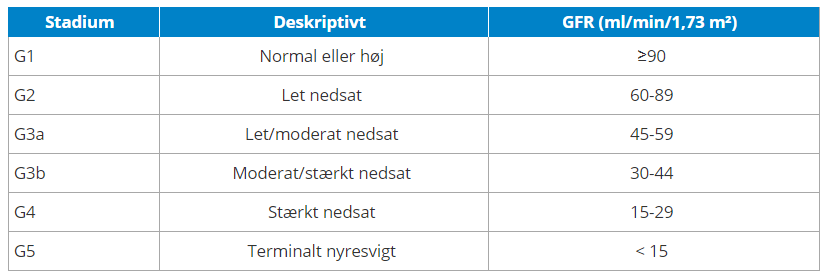 Stadium Deskriptivt GFR (ml/min/1,73 m²)
G1 Normal eller høj ≥90
G2 Let nedsat 60-89
G3a Let/moderat nedsat 45-59
G3b Moderat/stærkt nedsat 30-44
G4 Stærkt nedsat 15-29
G5 Terminalt nyresvigt < 15